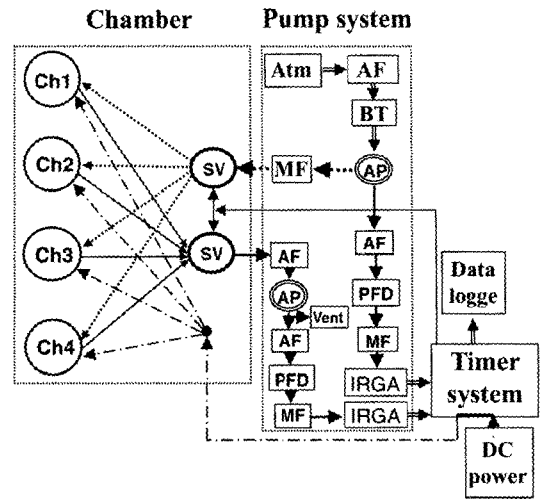 Chamber
Pump system
Atm
AF
BT
AP
MF
SV
Ch1
Ch2
Ch3
Ch4
SV
AF
AP
Vent
AF
PFD
MF
AF
PFD
MF
IRGA
IRGA
Data
logge
Timer
system
DC
power